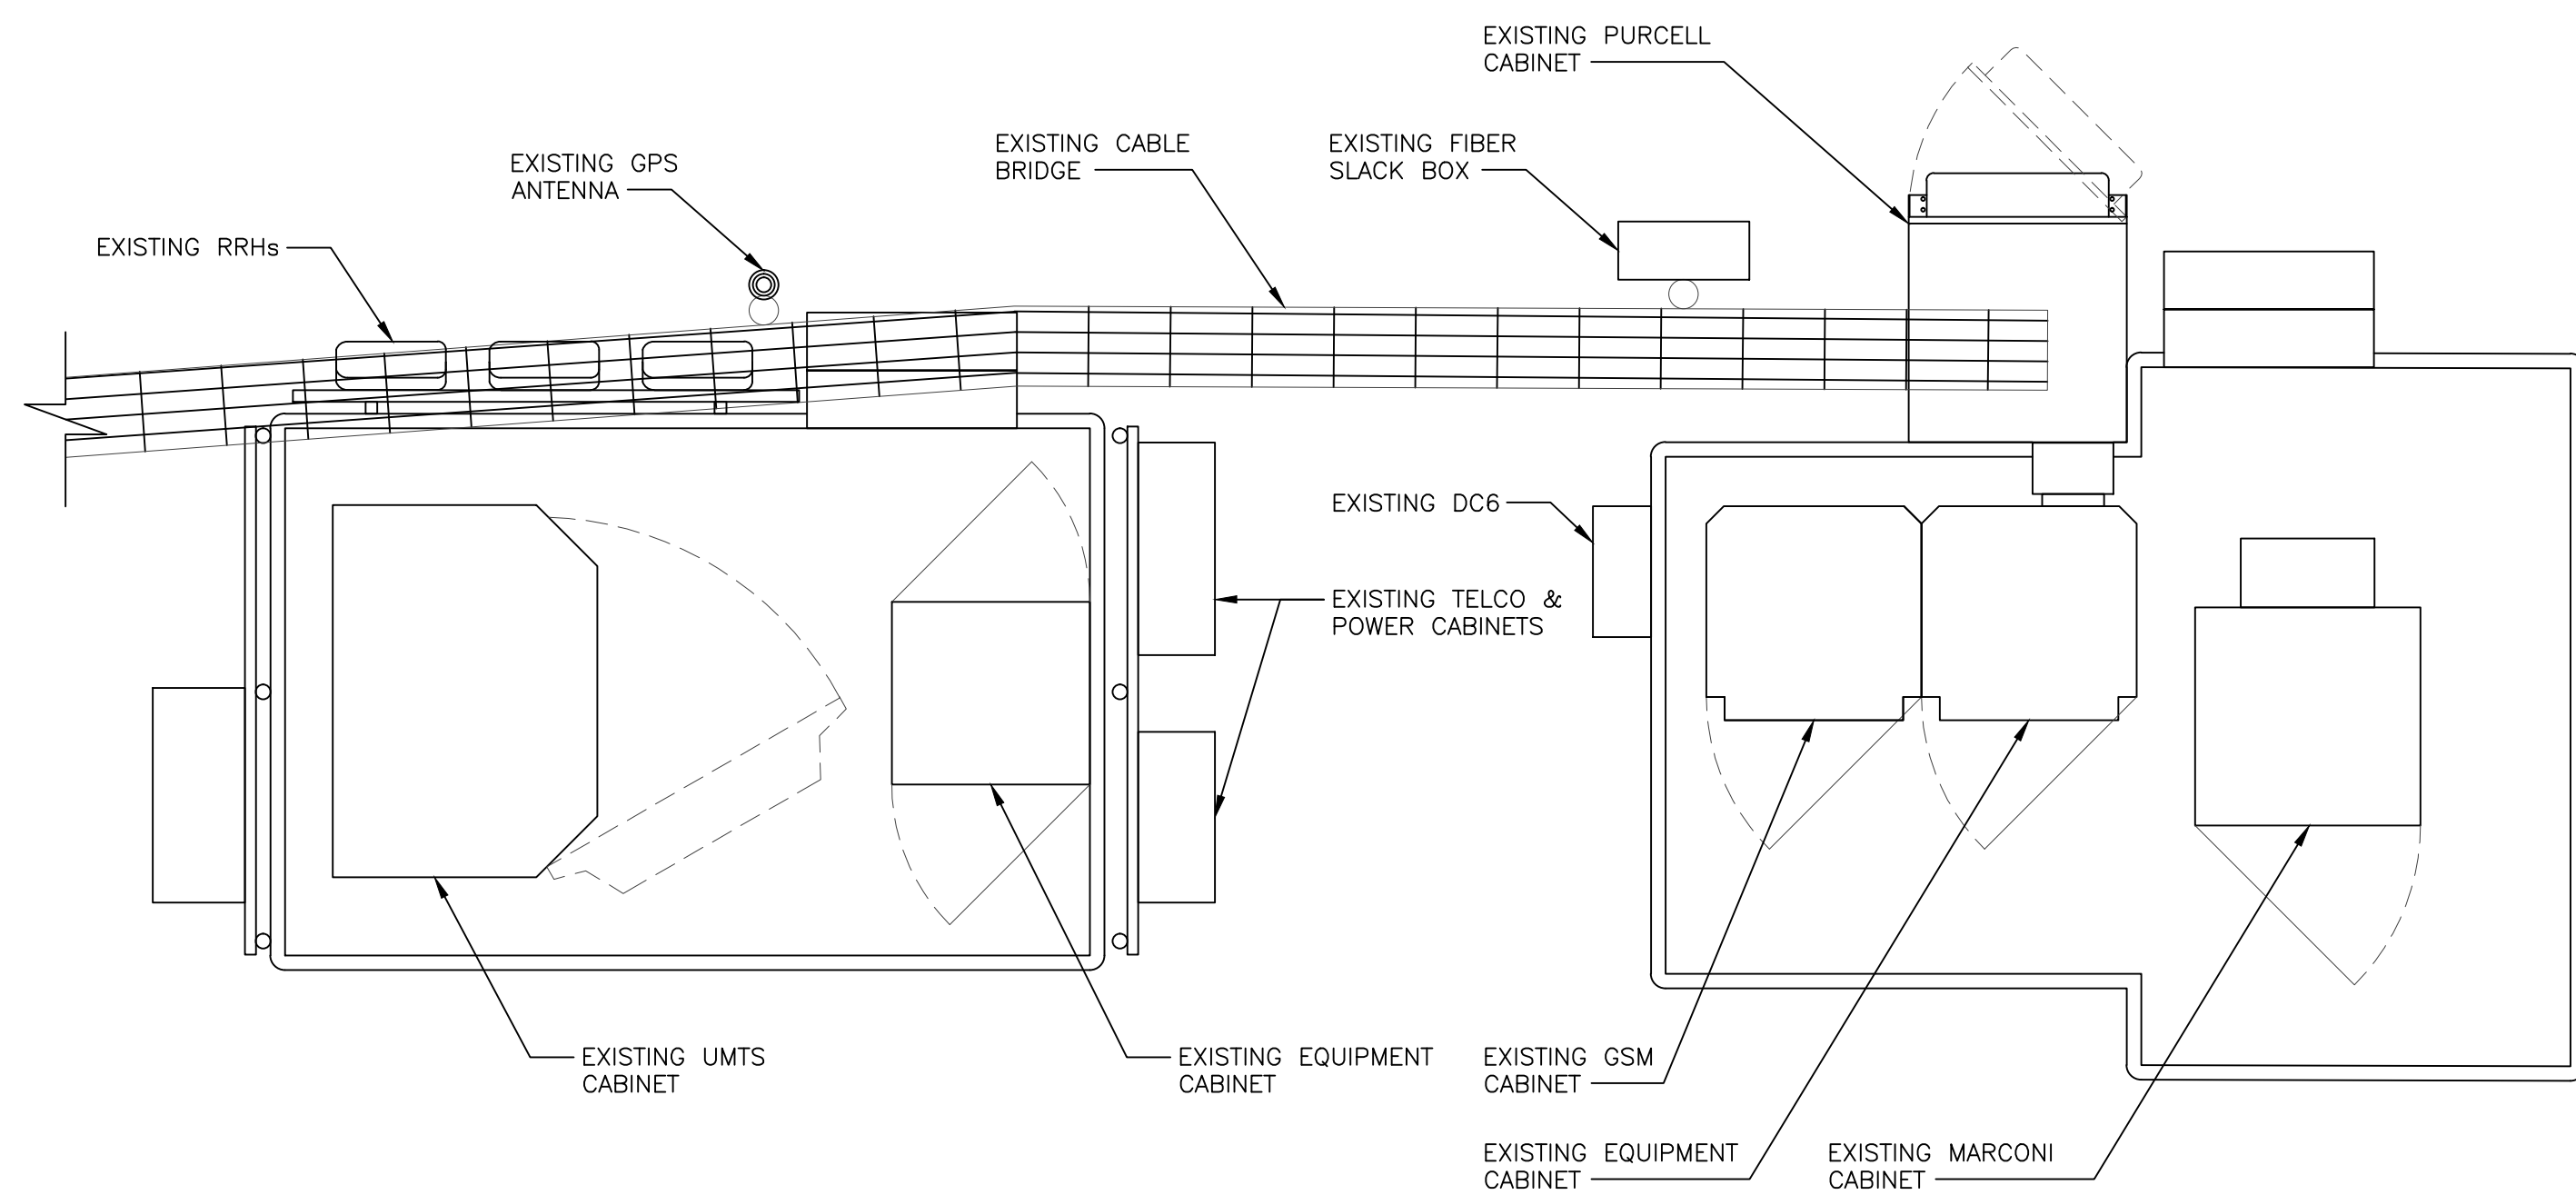 EXISTING PURCELL
CABINET
EXISTING CABLE
BRIDGE
EXISTING FIBER
SLACK BOX
EXISTING GPS
ANTENNA
EXISTING RRHs
EXISTING DC6
EXISTING TELCO &
POWER CABINETS
EXISTING UMTS
CABINET
EXISTING EQUIPMENT
CABINET
EXISTING GSM
CABINET
EXISTING EQUIPMENT
CABINET
EXISTING MARCONI
CABINET